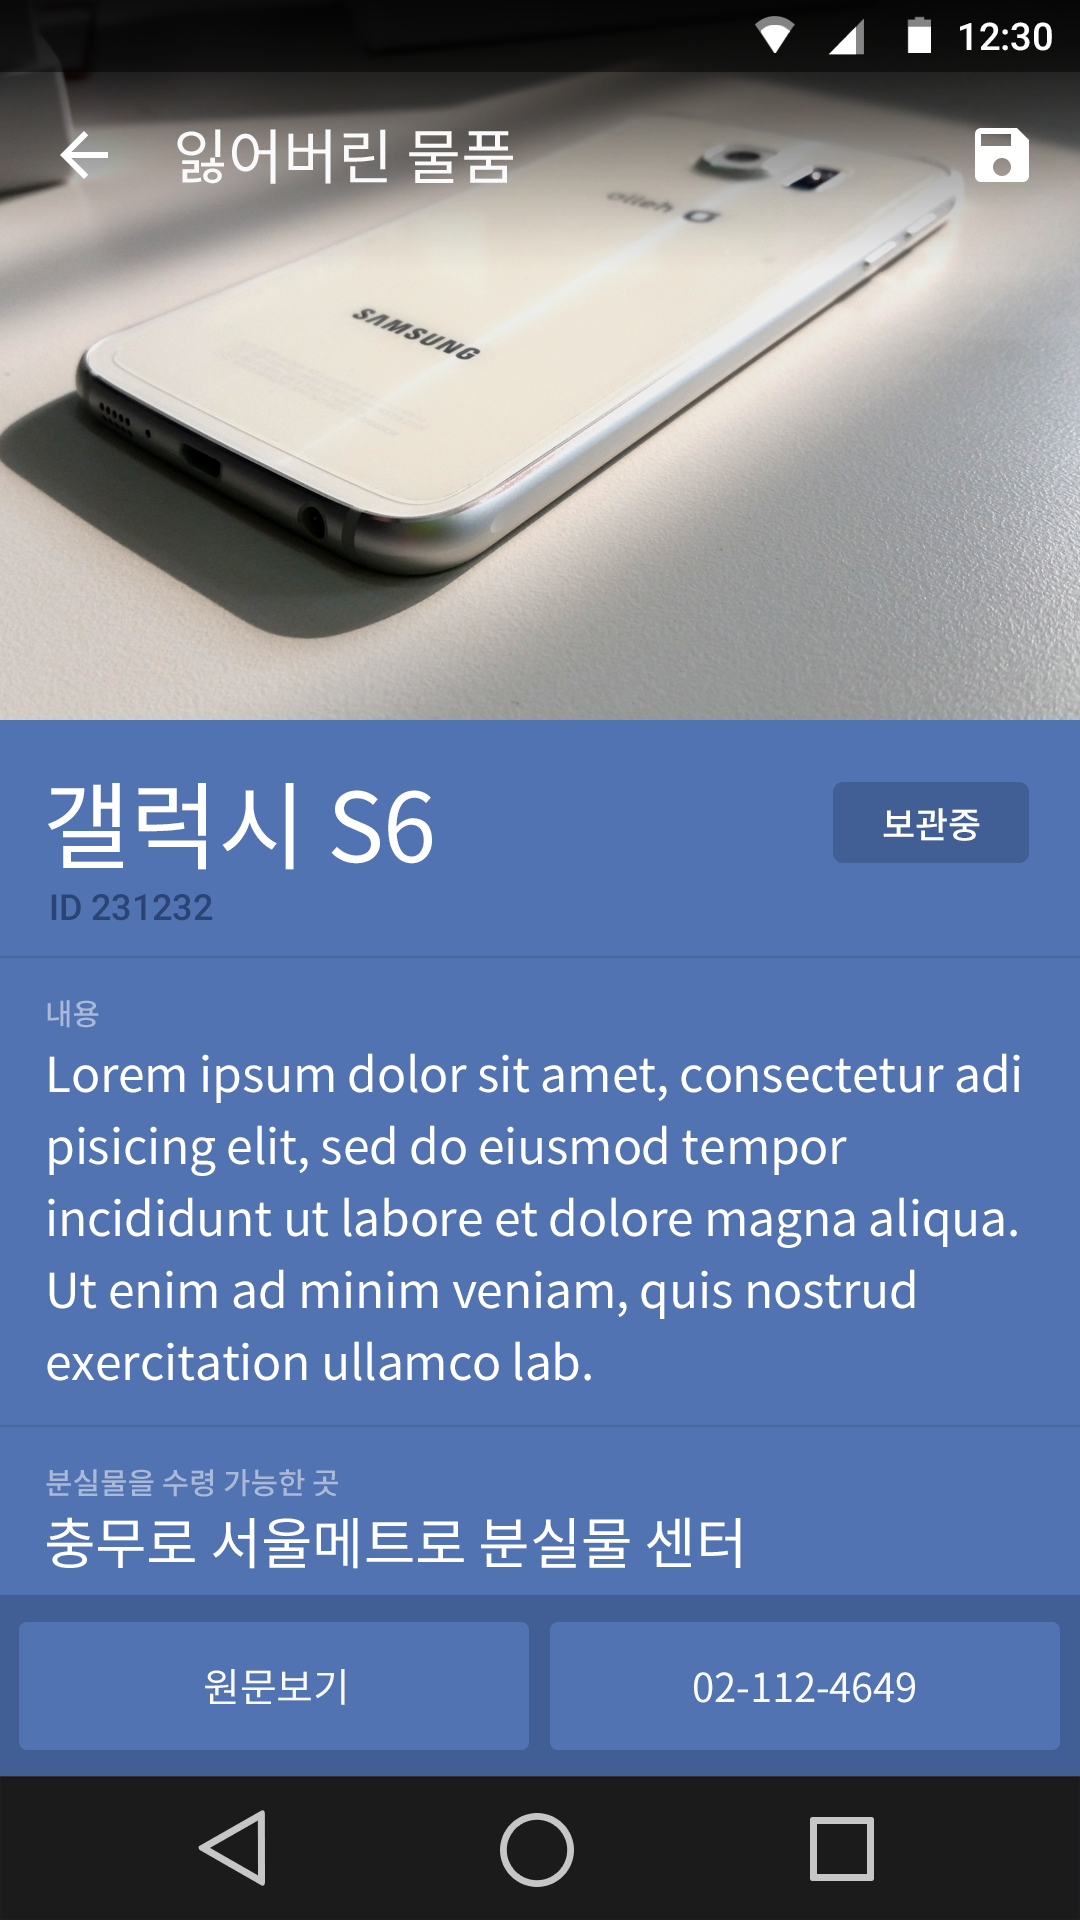 12:30
잃어버린 물품
olleh
SAMSUNG
갤럭시 S6
보관중
ID 231232
내용
Lorem ipsum dolor sit amet, consectetur adi
pisicing elit, sed do eiusmod tempor
incididunt ut labore et dolore magna aliqua.
Ut enim ad minim veniam, quis nostrud
exercitation ullamco lab.
분실물을 수령 가능한 곳
충무로 서울메트로 분실물 센터
원문보기
02-112-4649